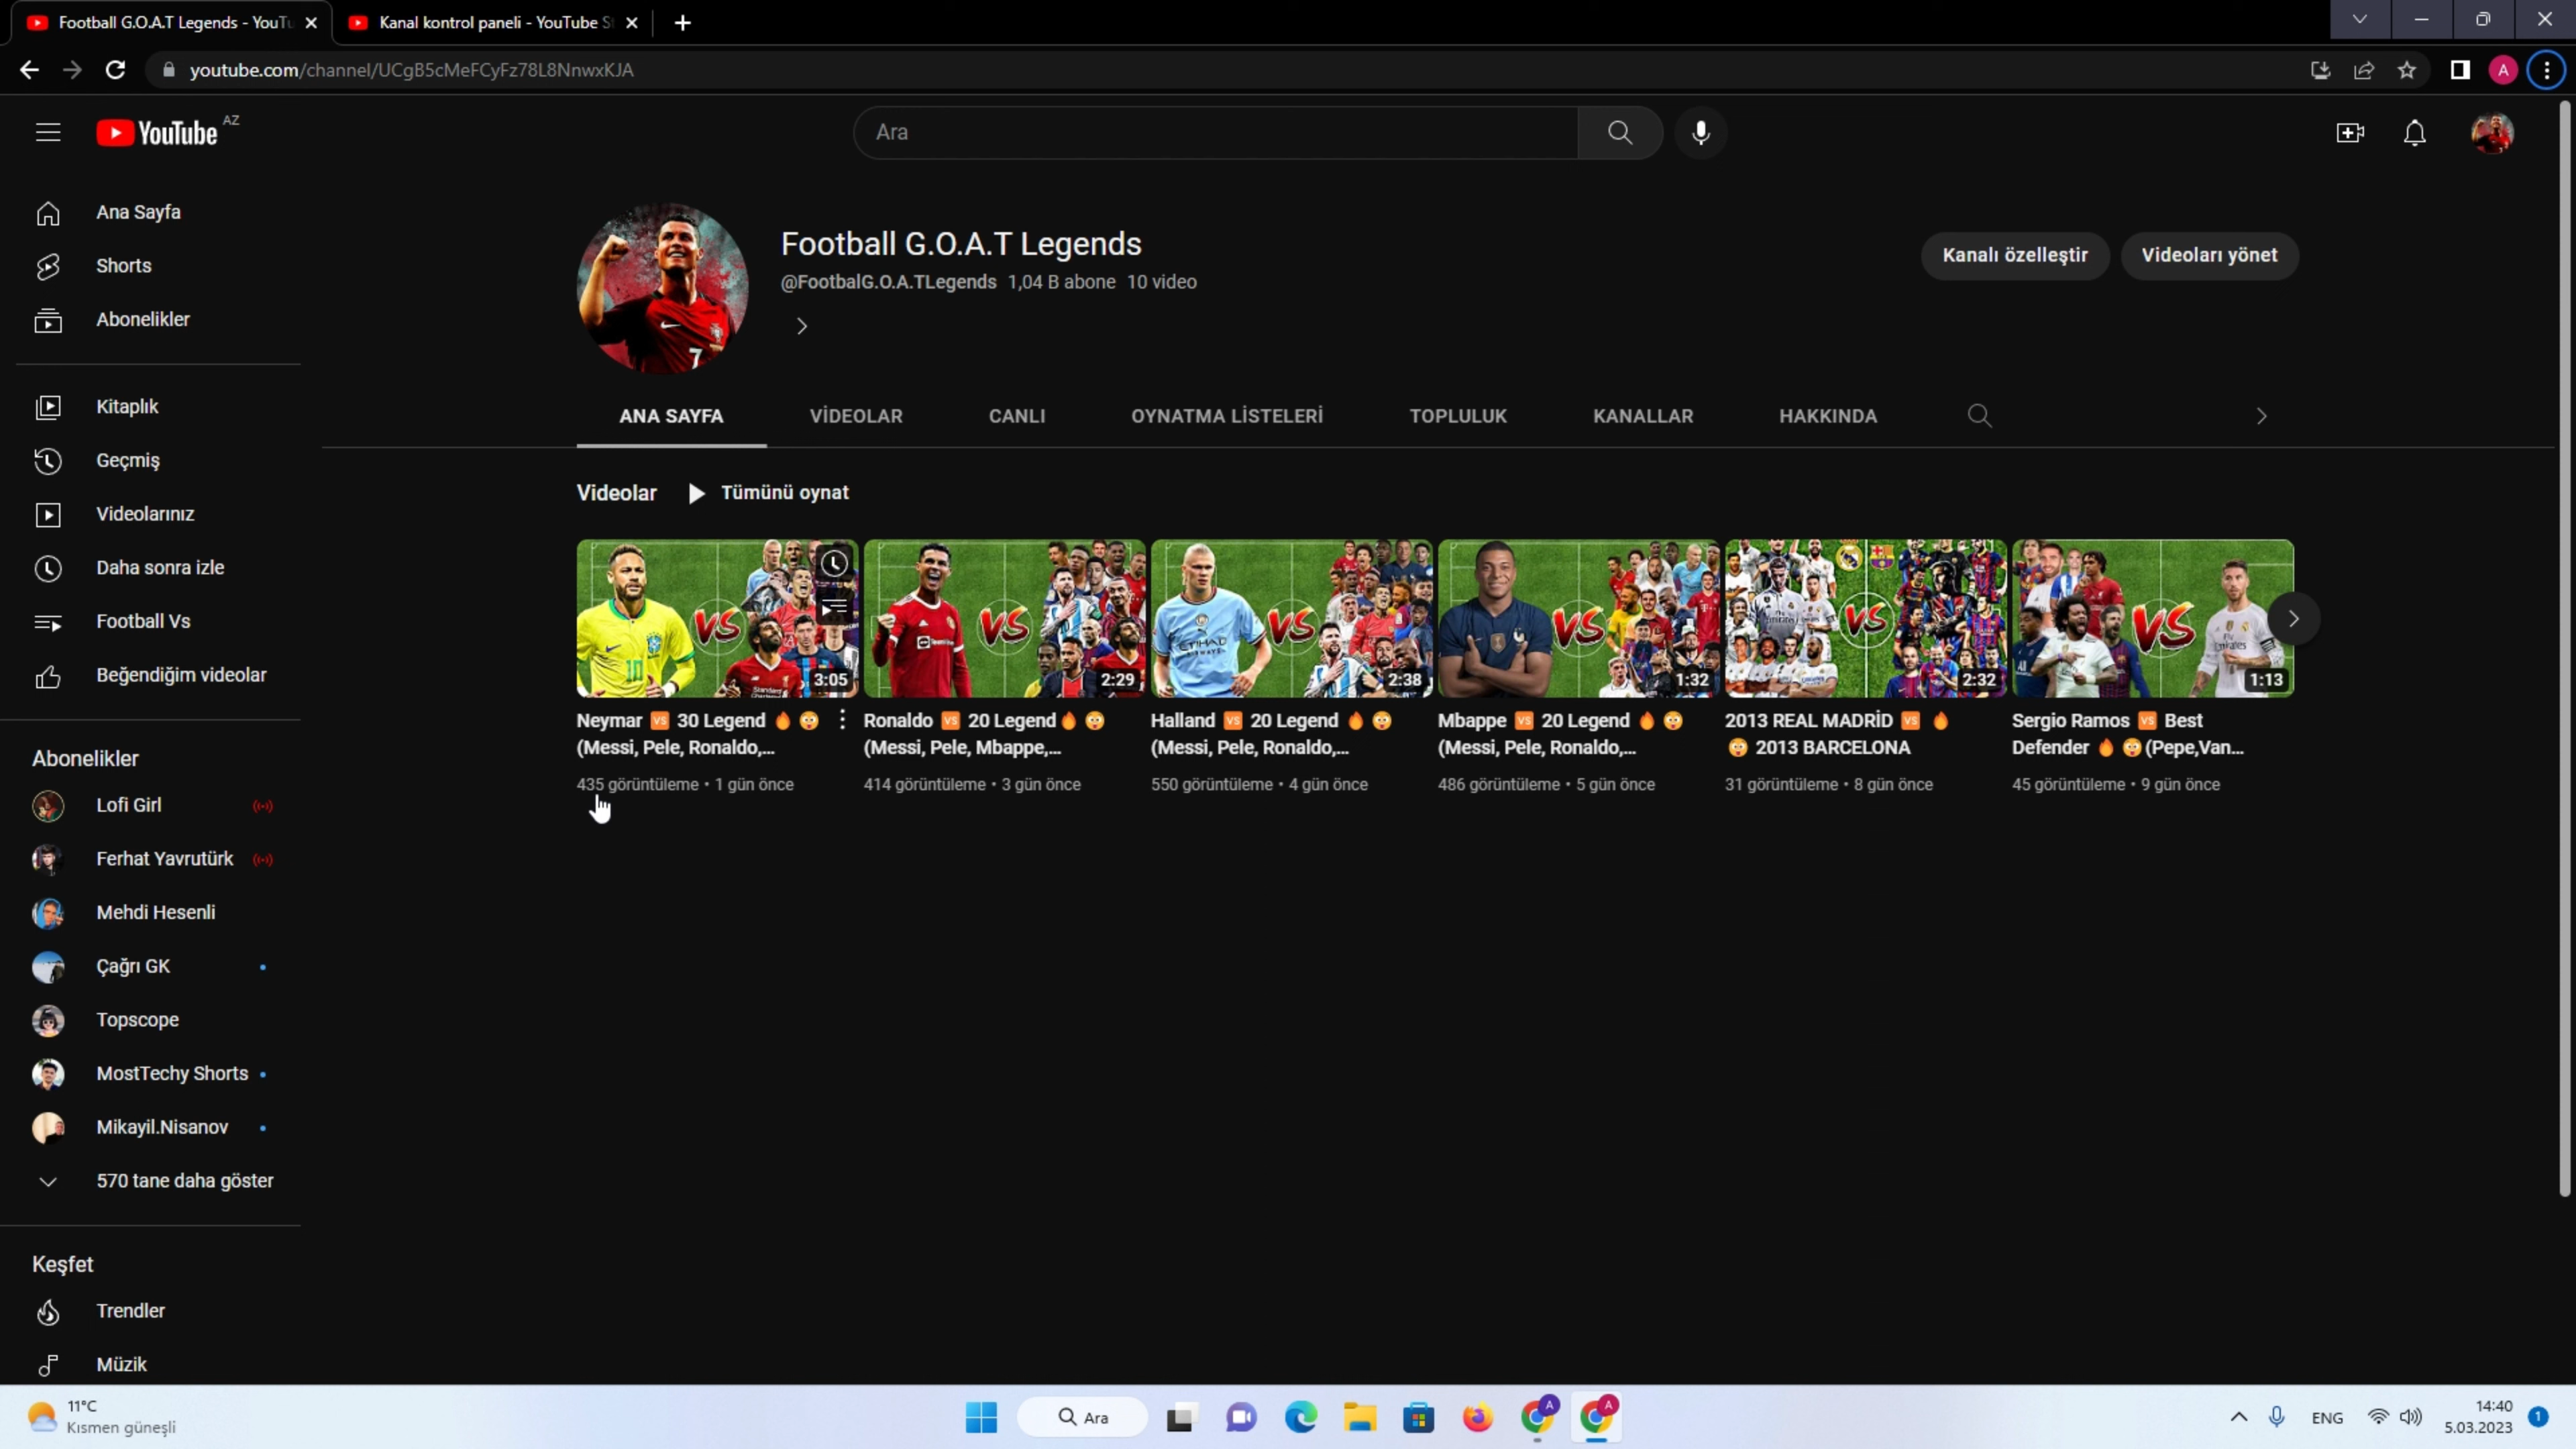 Football G.O.A.T Legends - YouTu
Kanal kontrol paneli - YouTube S
youtube.com/channel/UCgB5cMeFCyFz78L8NnwxKJA
A
YouTube AZ
Ara
Ana Sayfa
Shorts
Abonelikler
Kitaplık
Geçmiş
Videolarınız
Daha sonra izle
Football Vs
Beğendiğim videolar
Abonelikler
Lofi Girl
Ferhat Yavrutürk
Mehdi Hesenli
Çağrı GK
Topscope
MostTechy Shorts
Mikayil.Nisanov
570 tane daha göster
Keşfet
Trendler
Müzik
Football G.O.A.T Legends
@FootbalG.O.A.TLegends 1,04 B abone 10 video
Kanalı özelleştir
Videoları yönet
ANA SAYFA VİDEOLAR CANLI OYNATMA LİSTELERİ TOPLULUK KANALLAR HAKKINDA
Videolar Tümünü oynat
VS
3:05
Neymar 🆚 30 Legend 🔥 😳
(Messi, Pele, Ronaldo,...
435 görüntüleme • 1 gün önce
VS
2:29
Ronaldo 🆚 20 Legend🔥 😳
(Messi, Pele, Mbappe,...
414 görüntüleme • 3 gün önce
VS
2:38
Halland 🆚 20 Legend 🔥 😳
(Messi, Pele, Ronaldo,...
550 görüntüleme • 4 gün önce
VS
1:32
Mbappe 🆚 20 Legend 🔥 😳
(Messi, Pele, Ronaldo,...
486 görüntüleme • 5 gün önce
VS
2:32
2013 REAL MADRİD 🆚 🔥
😳 2013 BARCELONA
31 görüntüleme • 8 gün önce
VS
1:13
Sergio Ramos 🆚 Best
Defender 🔥 😳(Pepe,Van...
45 görüntüleme • 9 gün önce
11°C
Kısmen güneşli
Ara
A
A
ENG
14:40
5.03.2023
1